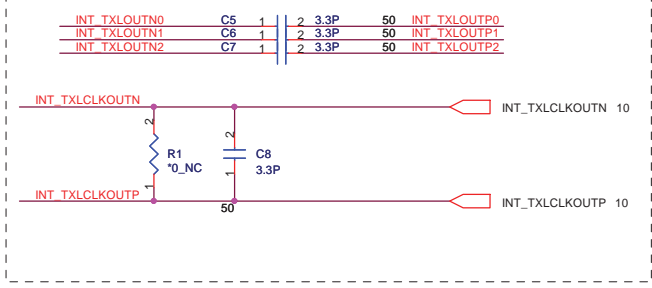 INT_TXLOUTN0 C5 1 2 3.3P 50 INT_TXLOUTP0
INT_TXLOUTN1 C6 1 2 3.3P 50 INT_TXLOUTP1
INT_TXLOUTN2 C7 1 2 3.3P 50 INT_TXLOUTP2
INT_TXLCLKOUTN INT_TXLCLKOUTN 10
2 2
R1 C8
*0_NC 3.3P
1 1
INT_TXLCLKOUTP INT_TXLCLKOUTP 10
50